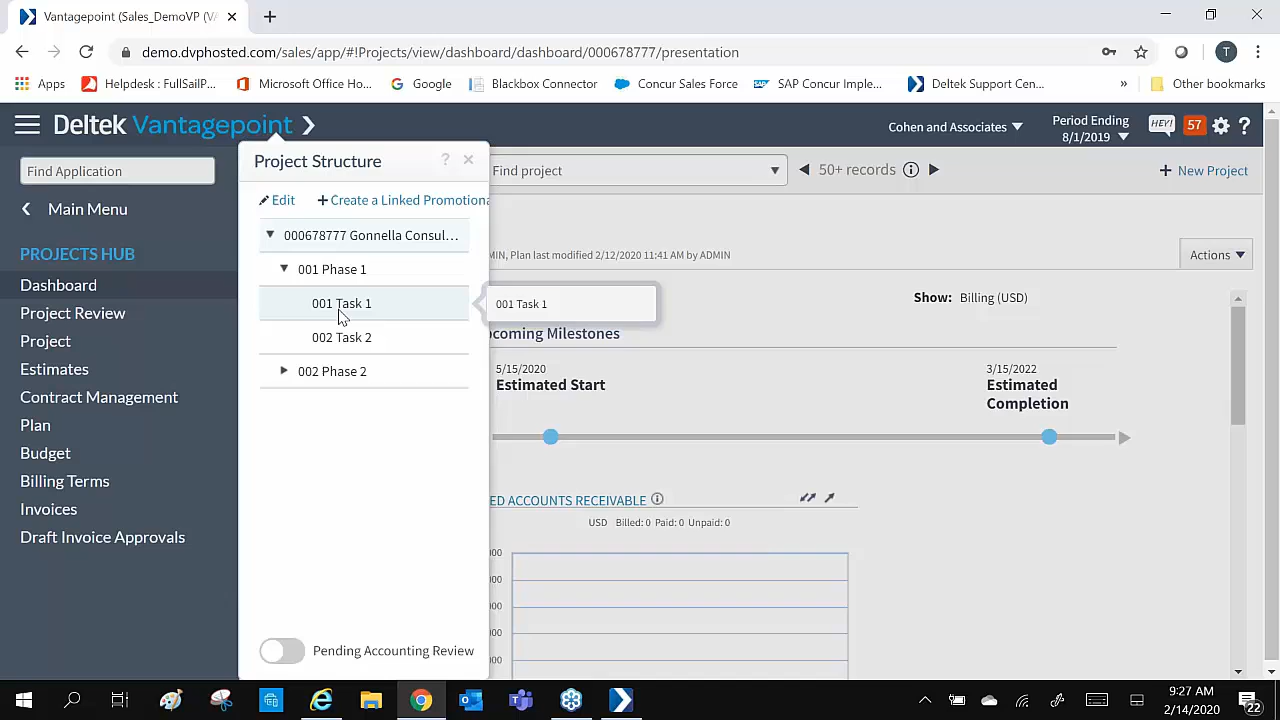 Vantagepoint (Sales_DemoVP (VA
demo.dvphosted.com/sales/app/#!Projects/view/dashboard/dashboard/000678777/presentation
T
Apps
Helpdesk : FullSailP...
Microsoft Office Ho...
Google
Blackbox Connector
Concur Sales Force
SAP Concur Imple...
Deltek Support Cen...
»
Other bookmarks
Deltek Vantagepoint
Cohen and Associates
Period Ending
8/1/2019
HEY!
57
?
Find Application
Main Menu
PROJECTS HUB
Dashboard
Project Review
Project
Estimates
Contract Management
Plan
Budget
Billing Terms
Invoices
Draft Invoice Approvals
Project Structure
? ×
Edit
+ Create a Linked Promotiona
000678777 Gonnella Consul...
001 Phase 1
001 Task 1
002 Task 2
002 Phase 2
Pending Accounting Review
001 Task 1
Find project
50+ records
+ New Project
MIN, Plan last modified 2/12/2020 11:41 AM by ADMIN
Actions
Show: Billing (USD)
pcoming Milestones
5/15/2020
Estimated Start
3/15/2022
Estimated
Completion
ED ACCOUNTS RECEIVABLE
USD Billed: 0 Paid: 0 Unpaid: 0
000
000
000
000
000
9:27 AM
2/14/2020
22